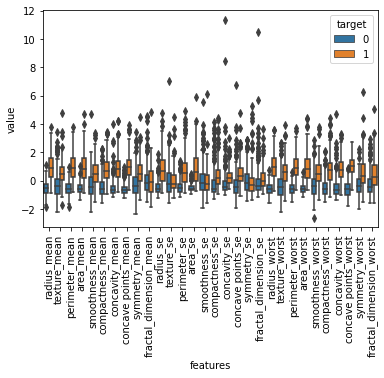 12
10
8
6
4
2
0
−2
value
target
0
1
radius_mean
texture_mean
perimeter_mean
area_mean
smoothness_mean
compactness_mean
concavity_mean
concave points_mean
symmetry_mean
fractal_dimension_mean
radius_se
texture_se
perimeter_se
area_se
smoothness_se
compactness_se
concavity_se
concave points_se
symmetry_se
fractal_dimension_se
radius_worst
texture_worst
perimeter_worst
area_worst
smoothness_worst
compactness_worst
concavity_worst
concave points_worst
symmetry_worst
fractal_dimension_worst
features